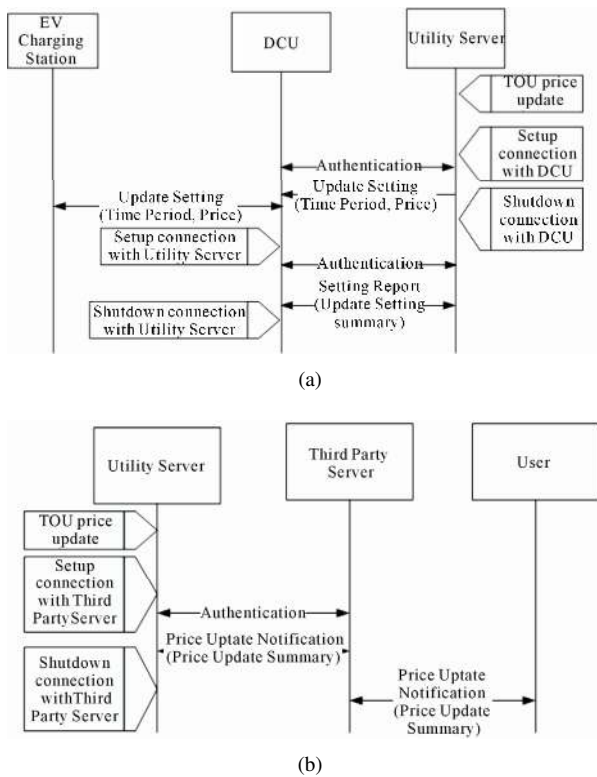 EV
Charging
Station
DCU
Utility Server
TOU price
update
Setup
connection
with DCU
Authentication
Update Setting
(Time Period, Price)
Update Setting
(Time Period, Price)
Shutdown
connection
with DCU
Setup connection
with Utility Server
Authentication
Setting Report
(Update Setting
summary)
Shutdown connection
with Utility Server
(a)
Utility Server
Third Party
Server
User
TOU price
update
Setup
connection
with Third
Party Server
Authentication
Price Uptate Notification
(Price Update Summary)
Shutdown
connection
withThird
Party Server
Price Uptate
Notification
(Price Update
Summary)
(b)